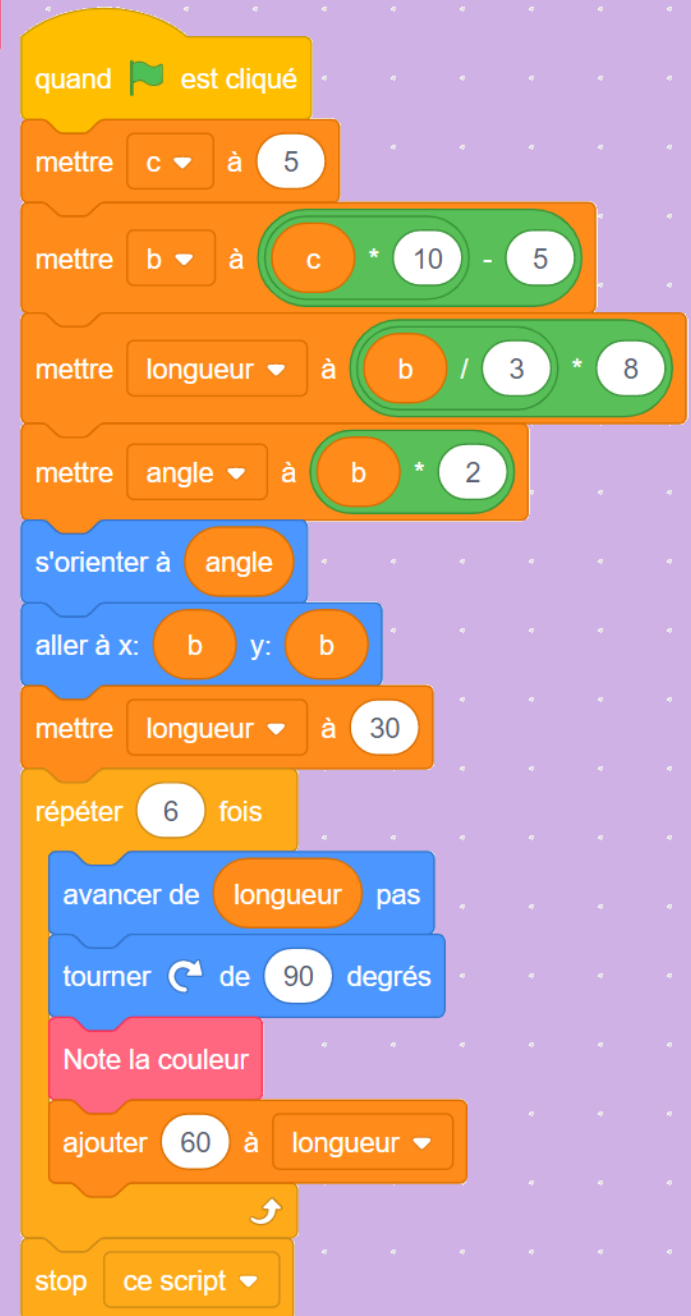 quand est cliqué
mettre c à 5
mettre b à c * 10 - 5
mettre longueur à b / 3 * 8
mettre angle à b * 2
s'orienter à angle
aller à x: b y: b
mettre longueur à 30
répéter 6 fois
avancer de longueur pas
tourner de 90 degrés
Note la couleur
ajouter 60 à longueur
stop ce script